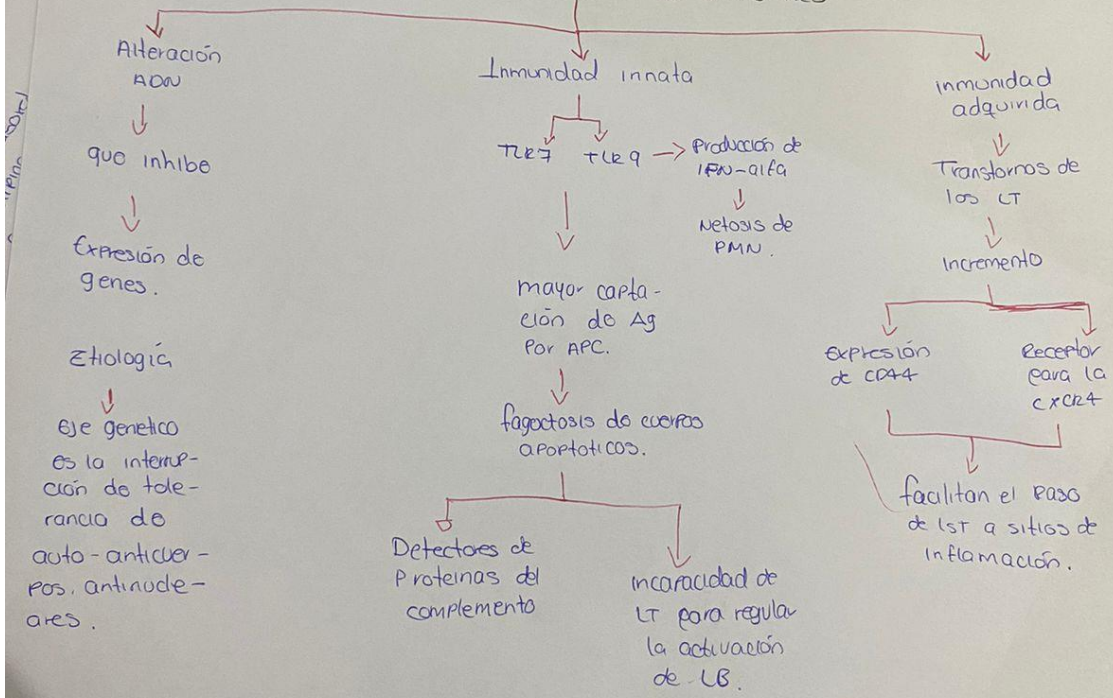 Alteración
ADN
que inhibe
Expresión de
genes.
Etiología
Eje genetico
es la interrup-
ción de tole-
rancia de
auto-anticuer-
pos. antinucle-
ares.
Inmunidad innata
TLR7 TLR9 → Producción de
IFN-alfa
Netosis de
PMN.
mayor capta-
ción de Ag
Por APC.
fagoctosis de cuerpos
apoptoticos.
Detectores de
Proteinas del
complemento
incapacidad de
LT para regular
la activación
de LB.
inmunidad
adquirida
Transtornos de
los LT
Incremento
Expresión
de CD44
Receptor
para la
CXCR4
facilitan el paso
de LsT a sitios de
inflamación.